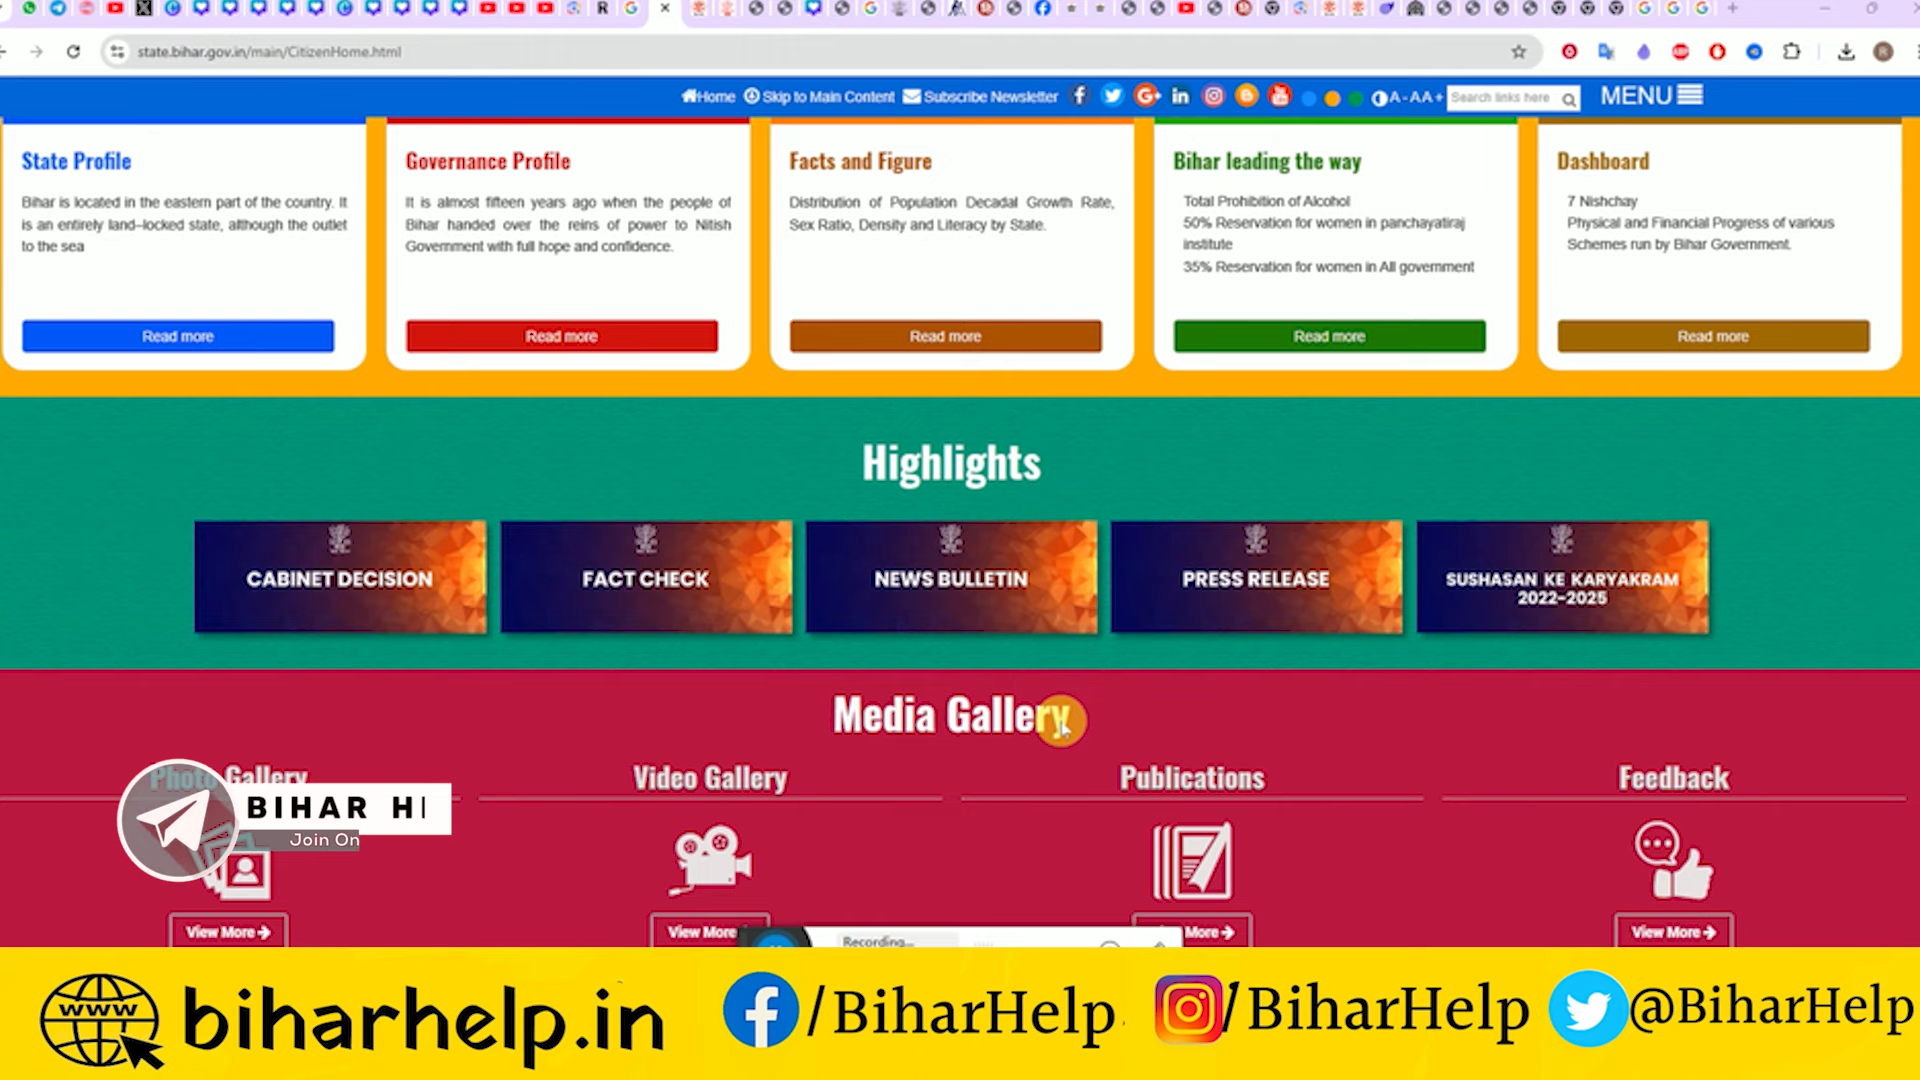 state.bihar.gov.in/main/CitizenHome.html
Home Skip to Main Content Subscribe Newsletter A- A A+ Search links here MENU
State Profile
Bihar is located in the eastern part of the country. It
is an entirely land–locked state, although the outlet
to the sea
Read more
Governance Profile
It is almost fifteen years ago when the people of
Bihar handed over the reins of power to Nitish
Government with full hope and confidence.
Read more
Facts and Figure
Distribution of Population Decadal Growth Rate,
Sex Ratio, Density and Literacy by State.
Read more
Bihar leading the way
Total Prohibition of Alcohol
50% Reservation for women in panchayatiraj
institute
35% Reservation for women in All government
Read more
Dashboard
7 Nishchay
Physical and Financial Progress of various
Schemes run by Bihar Government.
Read more
Highlights
CABINET DECISION
FACT CHECK
NEWS BULLETIN
PRESS RELEASE
SUSHASAN KE KARYAKRAM
2022-2025
Media Gallery
Photo Gallery
Video Gallery
Publications
Feedback
BIHAR H
Join On
View More
View More
More
View More
Recording...
www
biharhelp.in
/BiharHelp
/BiharHelp
@BiharHelp